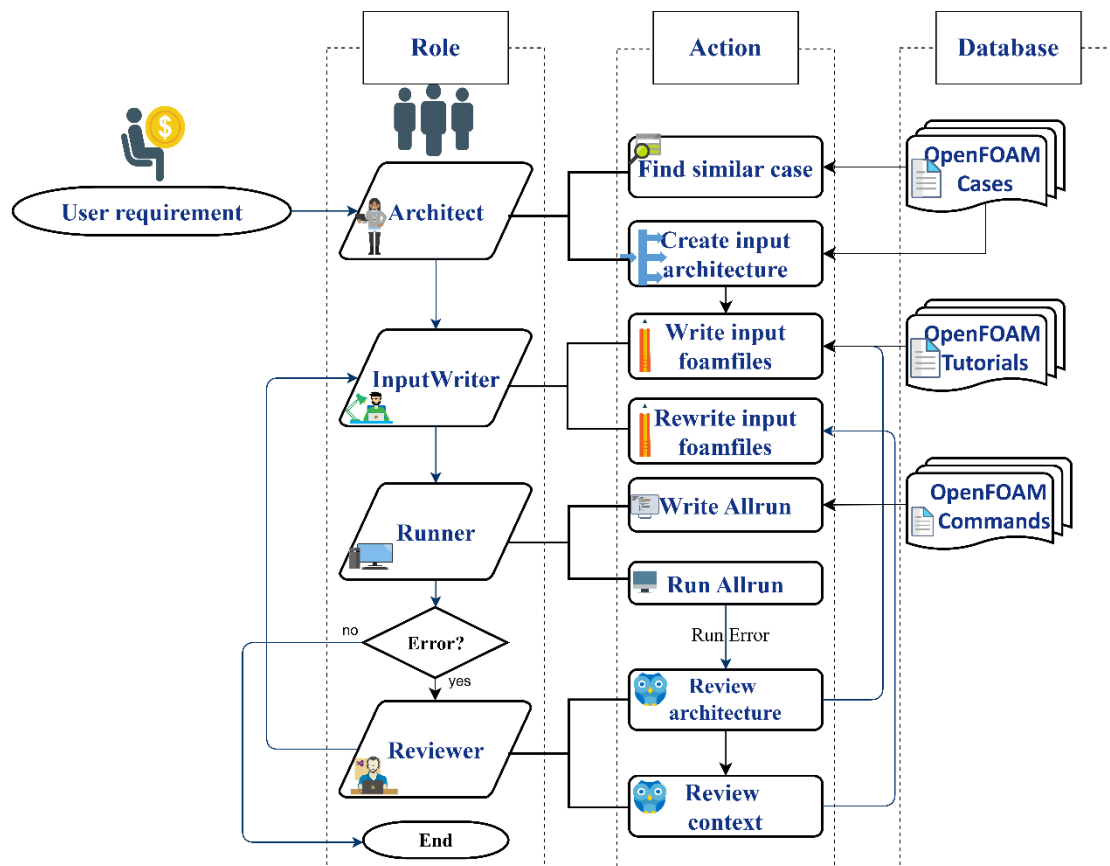 Role
Action
Database
User requirement
Architect
Find similar case
OpenFOAM
Cases
Create input
architecture
InputWriter
Write input
foamfiles
OpenFOAM
Tutorials
Rewrite input
foamfiles
Runner
Write Allrun
OpenFOAM
Commands
Run Allrun
no
Error?
yes
Run Error
Reviewer
Review
architecture
Review
context
End